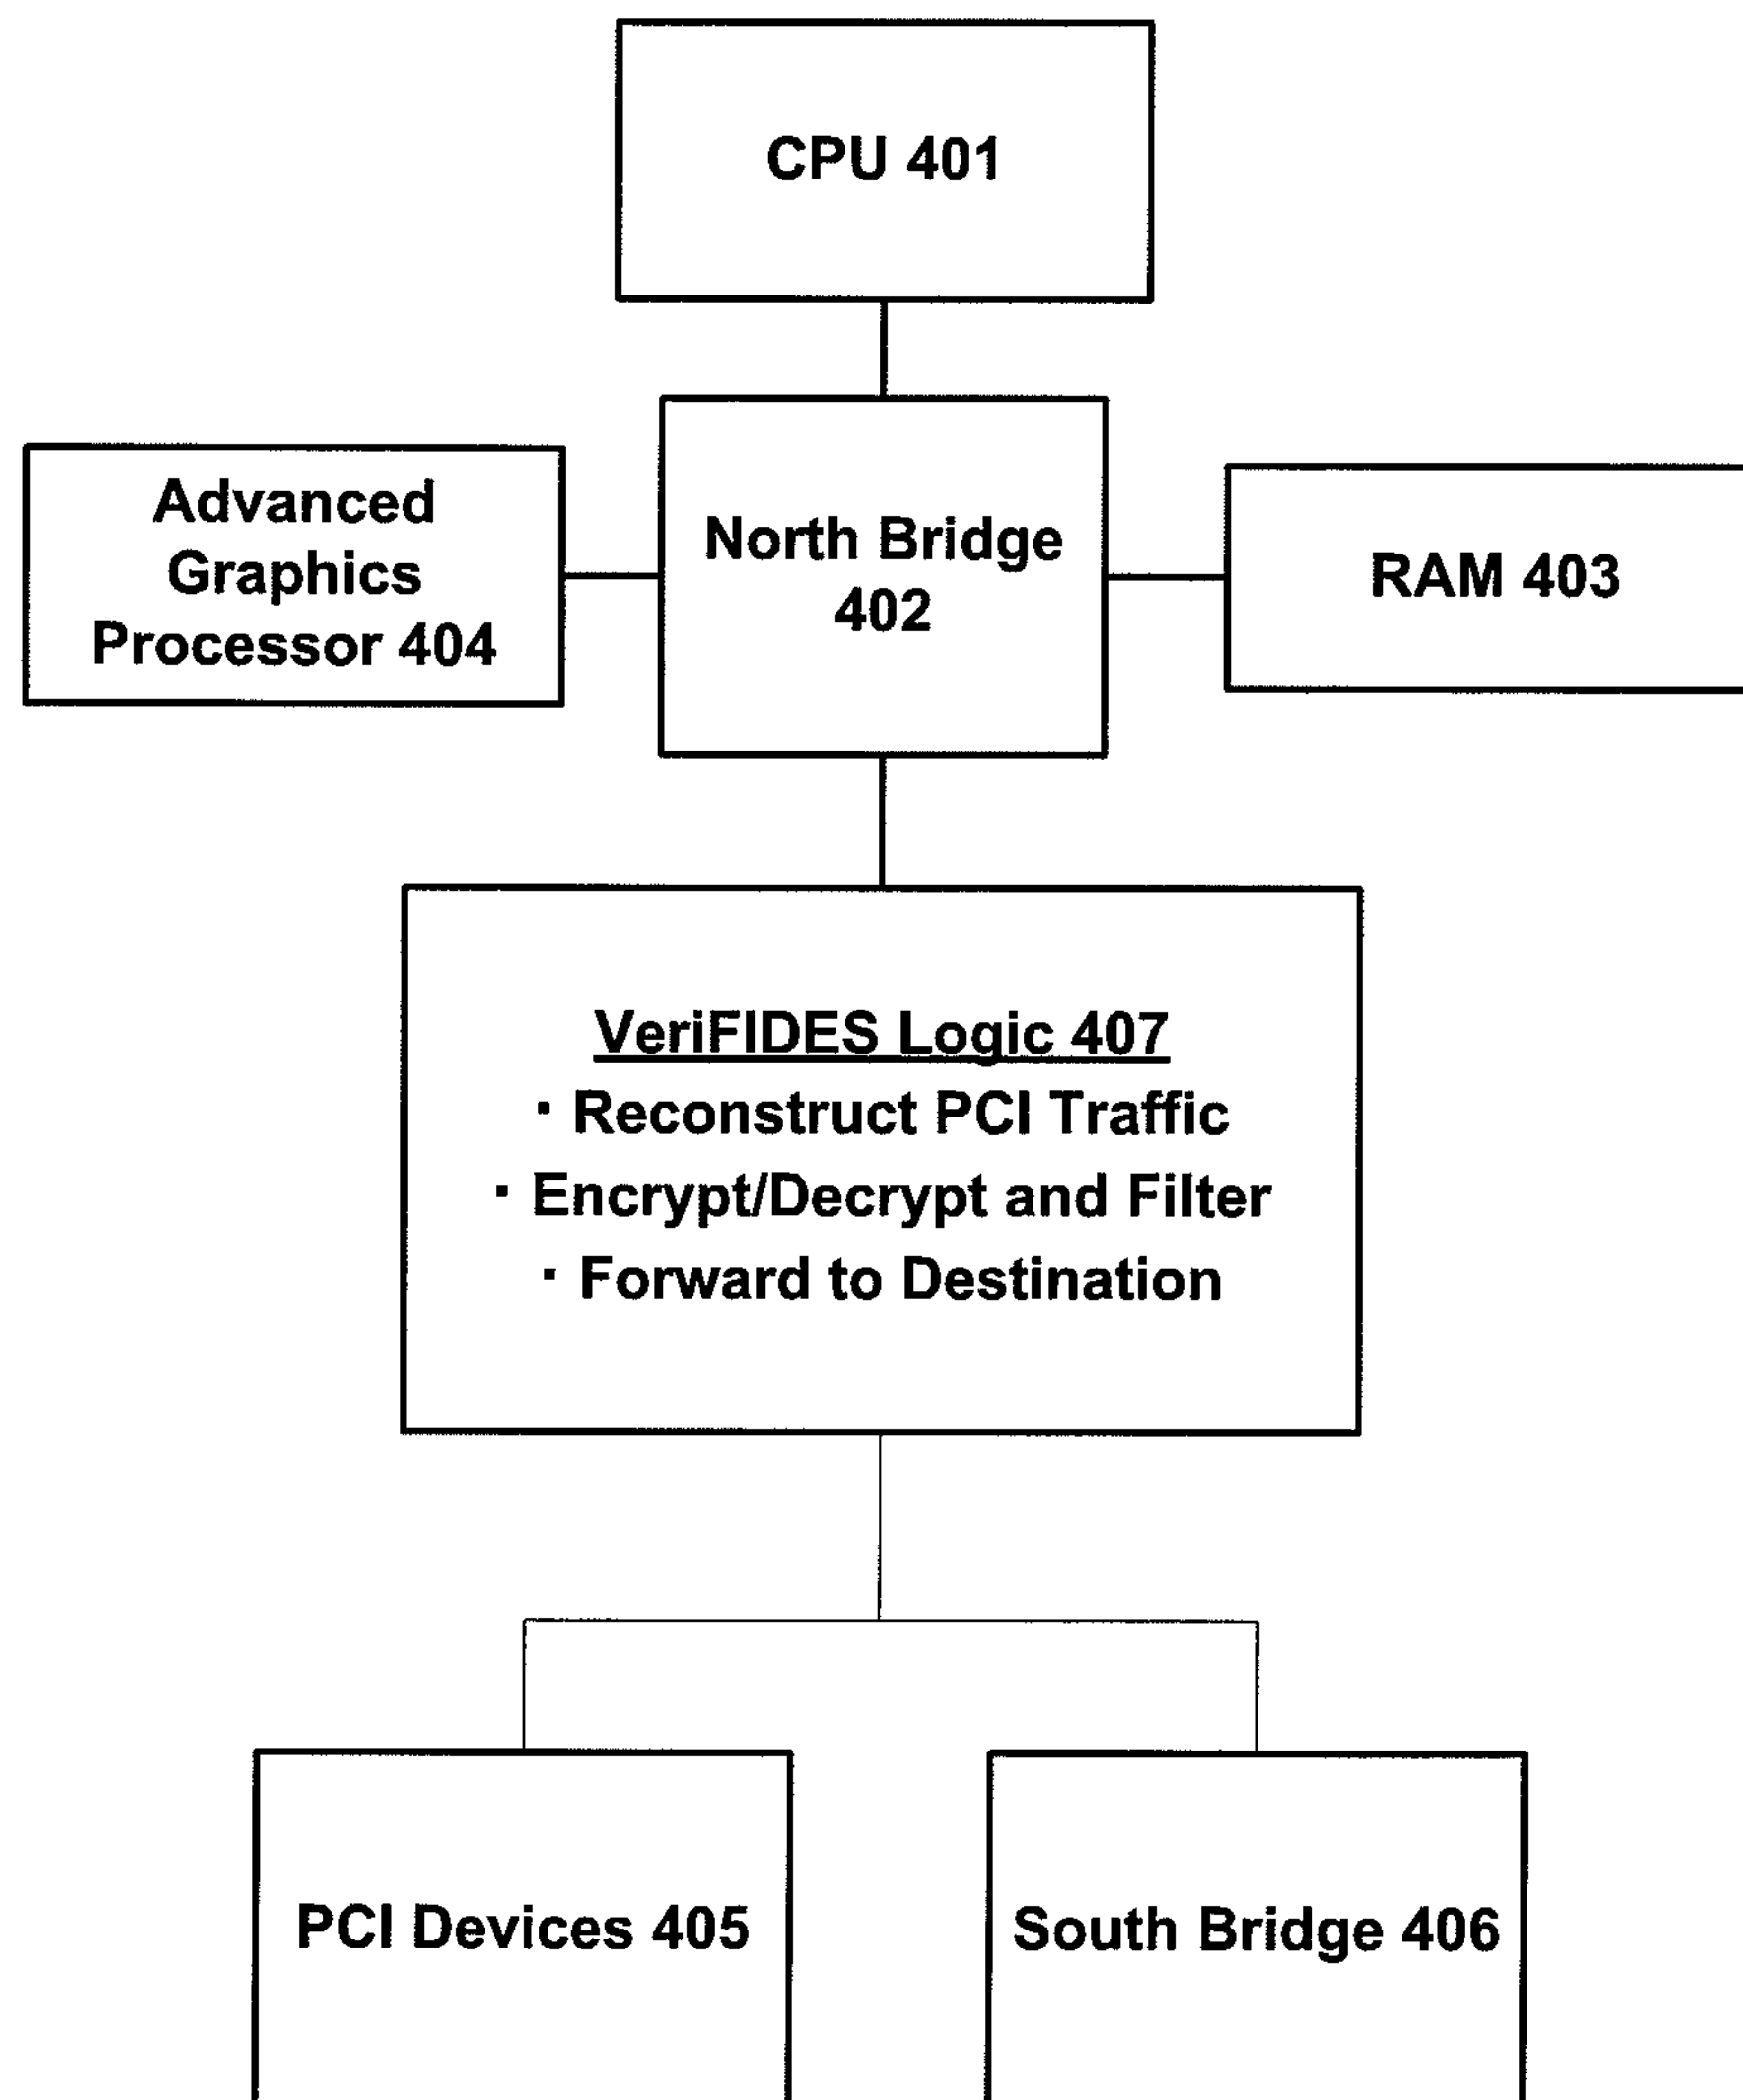 CPU 401
Advanced
Graphics
Processor 404
North Bridge
402
RAM 403
VeriFIDES Logic 407
· Reconstruct PCI Traffic
· Encrypt/Decrypt and Filter
· Forward to Destination
PCI Devices 405
South Bridge 406